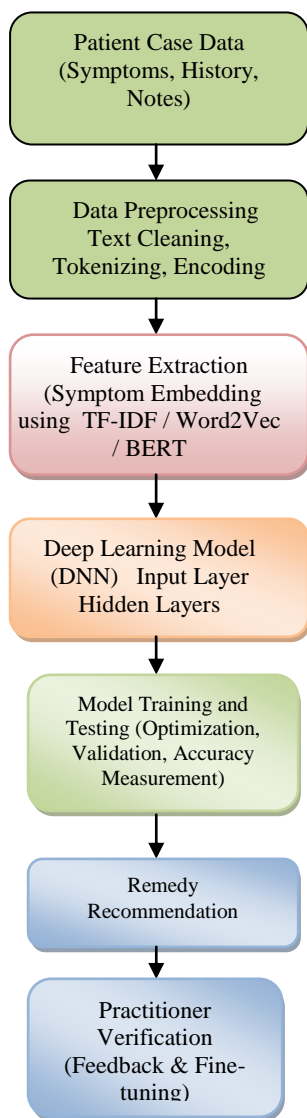 Patient Case Data
(Symptoms, History,
Notes)
Data Preprocessing
Text Cleaning,
Tokenizing, Encoding
Feature Extraction
(Symptom Embedding
using TF-IDF / Word2Vec
/ BERT
Deep Learning Model
(DNN) Input Layer
Hidden Layers
Model Training and
Testing (Optimization,
Validation, Accuracy
Measurement)
Remedy
Recommendation
Practitioner
Verification
(Feedback & Fine-
tuning)